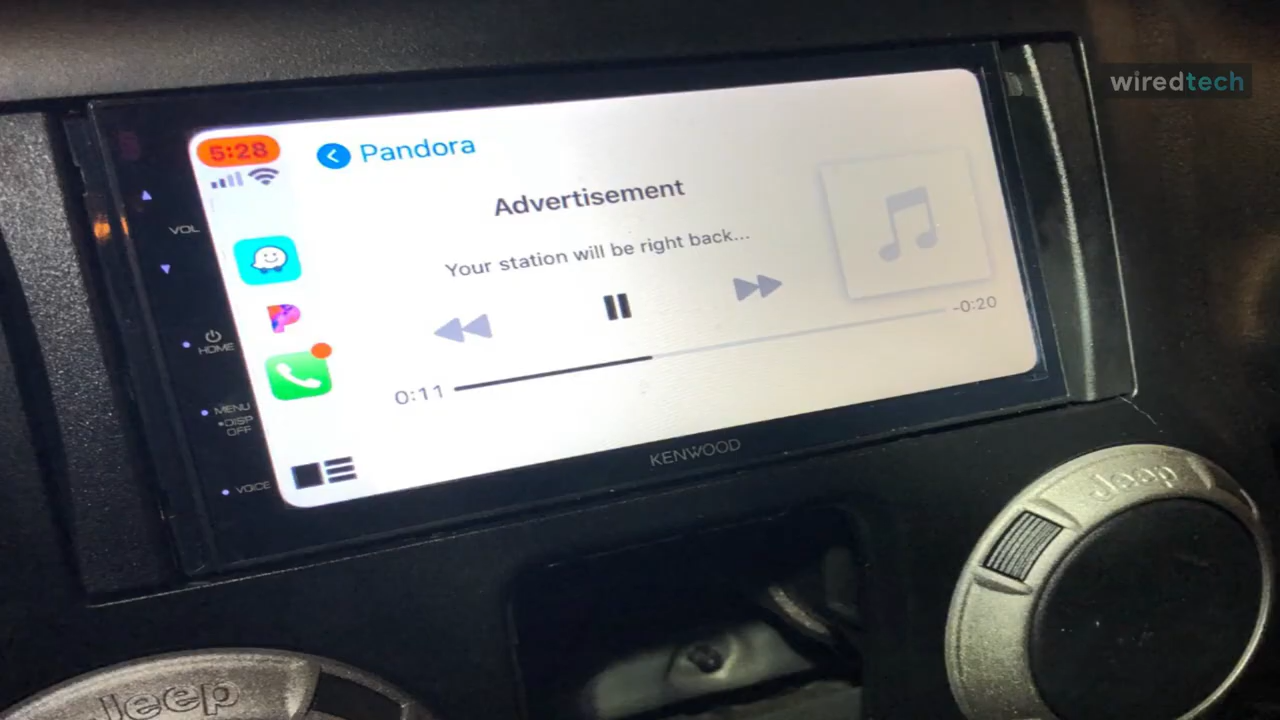 wiredtech
5:28
Pandora
Advertisement
Your station will be right back...
0:11
-0:20
VOL
HOME
MENU
•DISP
OFF
VOICE
KENWOOD
Jeep
Jeep